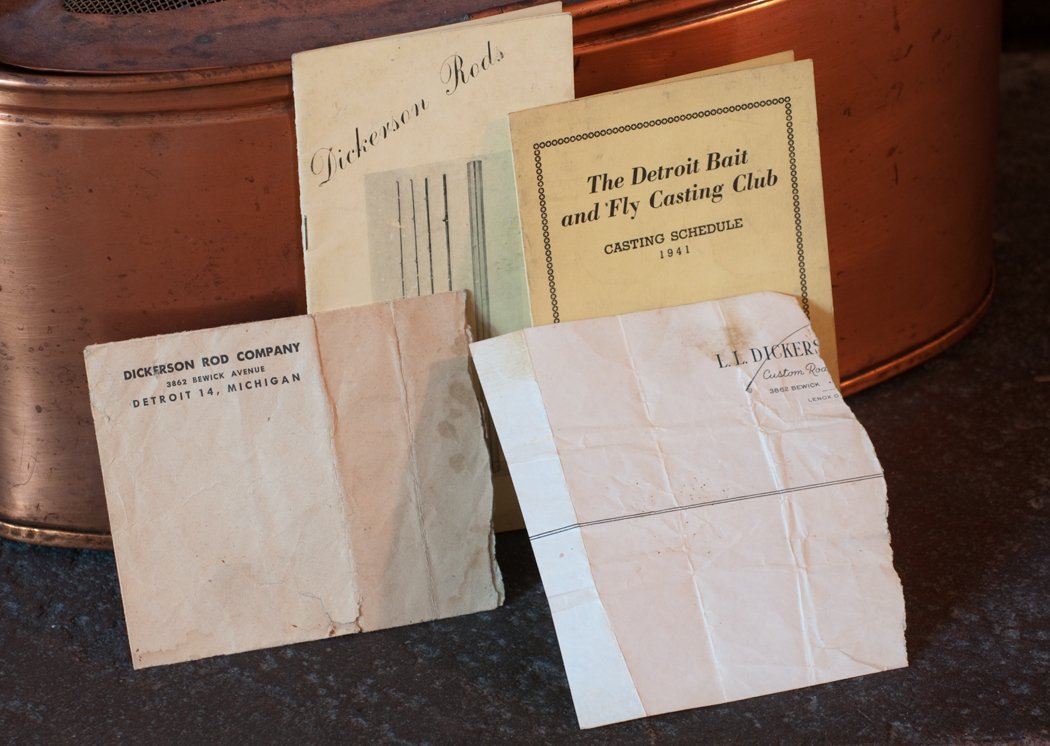 Dickerson Rods
The Detroit Bait
and Fly Casting Club
CASTING SCHEDULE
1941
DICKERSON ROD COMPANY
3862 BEWICK AVENUE
DETROIT 14, MICHIGAN
L. L. DICKERS
Custom Rod
3862 BEWICK
LENOX